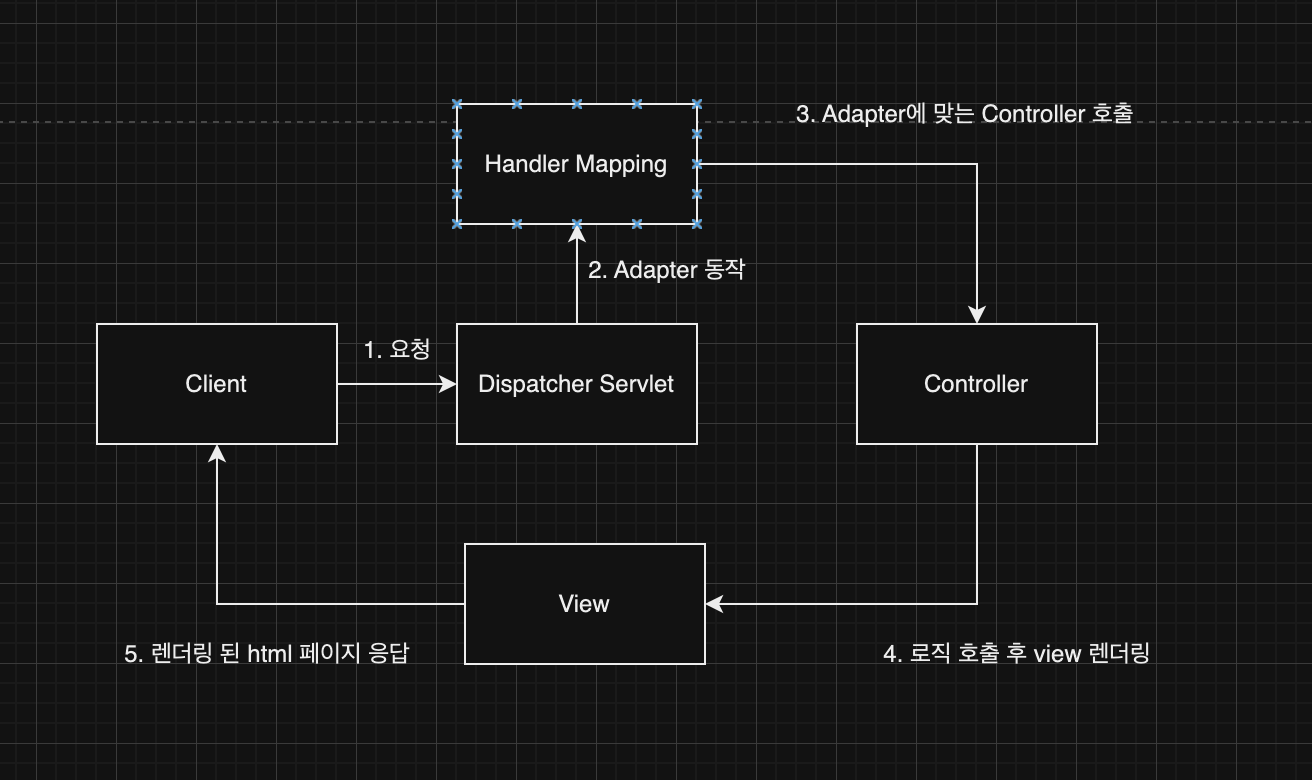 3. Adapter에 맞는 Controller 호출
Handler Mapping
2. Adapter 동작
1. 요청
Client
Dispatcher Servlet
Controller
View
5. 렌더링 된 html 페이지 응답
4. 로직 호출 후 view 렌더링